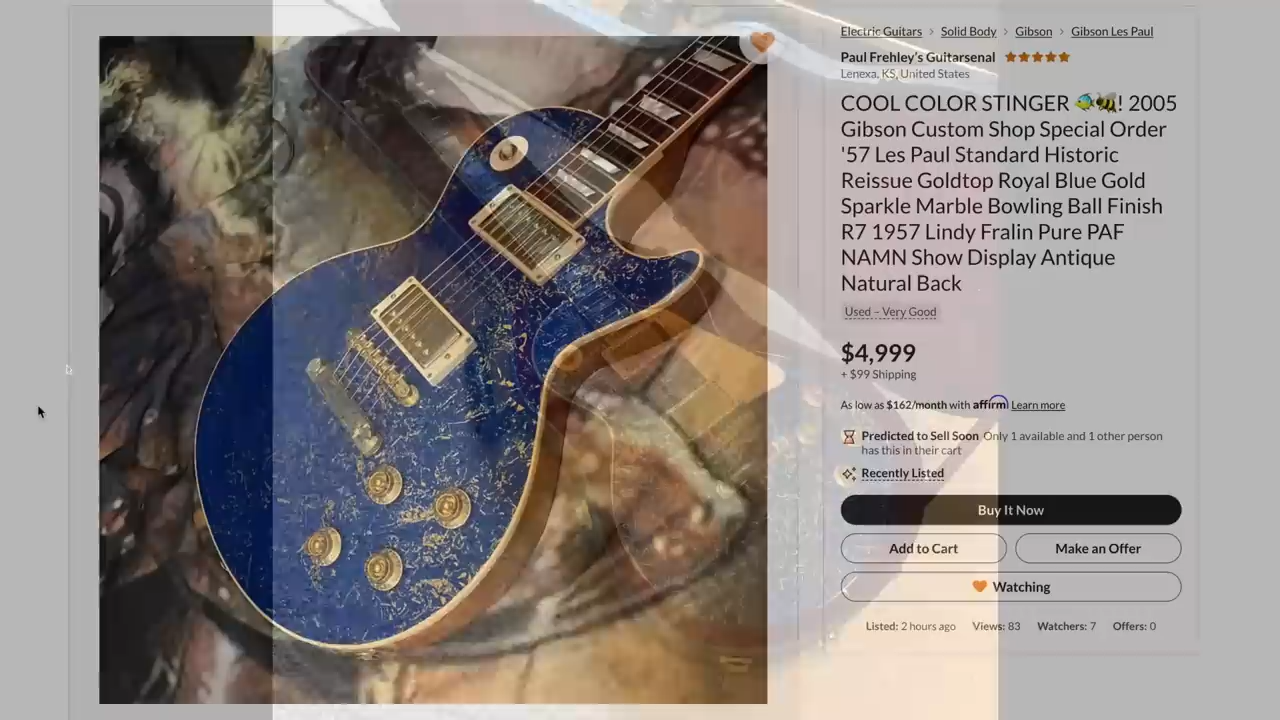 Electric Guitars > Solid Body > Gibson > Gibson Les Paul
Paul Frehley's Guitarsenal
Lenexa, KS, United States
COOL COLOR STINGER 🐠🐝! 2005
Gibson Custom Shop Special Order
'57 Les Paul Standard Historic
Reissue Goldtop Royal Blue Gold
Sparkle Marble Bowling Ball Finish
R7 1957 Lindy Fralin Pure PAF
NAMN Show Display Antique
Natural Back
Used – Very Good
$4,999
+ $99 Shipping
As low as $162/month with affirm Learn more
Predicted to Sell Soon Only 1 available and 1 other person
has this in their cart
Recently Listed
Buy It Now
Add to Cart
Make an Offer
Watching
Listed: 2 hours ago Views: 83 Watchers: 7 Offers: 0